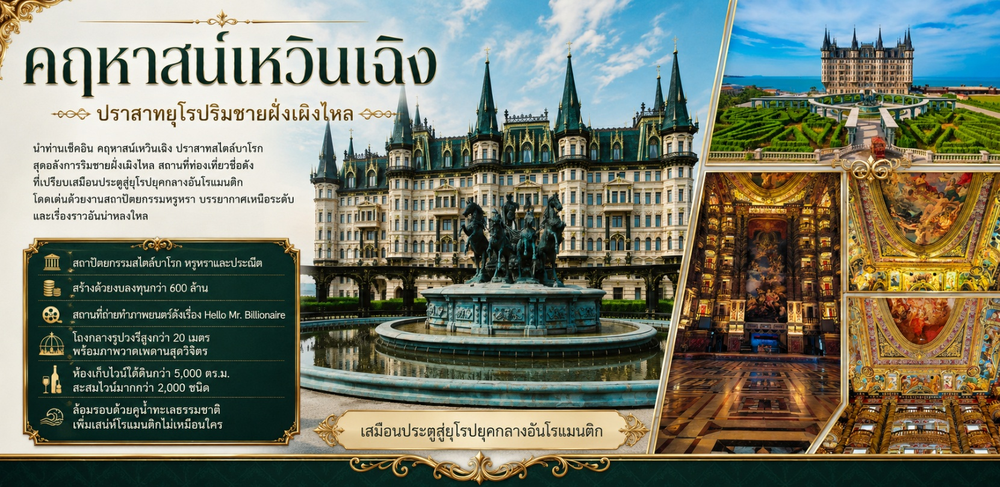 คฤหาสน์เหวินเฉิง
ปราสาทยุโรปริมชายฝั่งเผิงไหล
นำท่านเช็คอิน คฤหาสน์เหวินเฉิง ปราสาทสไตล์บาโรก
สุดอลังการริมชายฝั่งเผิงไหล สถานที่ท่องเที่ยวชื่อดัง
ที่เปรียบเสมือนประตูสู่ยุโรปยุคกลางอันโรแมนติก
โดดเด่นด้วยงานสถาปัตยกรรมหรูหรา บรรยากาศเหนือระดับ
และเรื่องราวอันน่าหลงใหล
สถาปัตยกรรมสไตล์บาโรก หรูหราและประณีต
สร้างด้วยงบลงทุนกว่า 600 ล้าน
สถานที่ถ่ายทำภาพยนตร์ดังเรื่อง Hello Mr. Billionaire
โถงกลางรูปวงรีสูงกว่า 20 เมตร
พร้อมภาพวาดเพดานสุดวิจิตร
ห้องเก็บไวน์ใต้ดินกว่า 5,000 ตร.ม.
สะสมไวน์มากกว่า 2,000 ชนิด
ล้อมรอบด้วยคูน้ำทะเลธรรมชาติ
เพิ่มเสน่ห์โรแมนติกไม่เหมือนใคร
เสมือนประตูสู่ยุโรปยุคกลางอันโรแมนติก